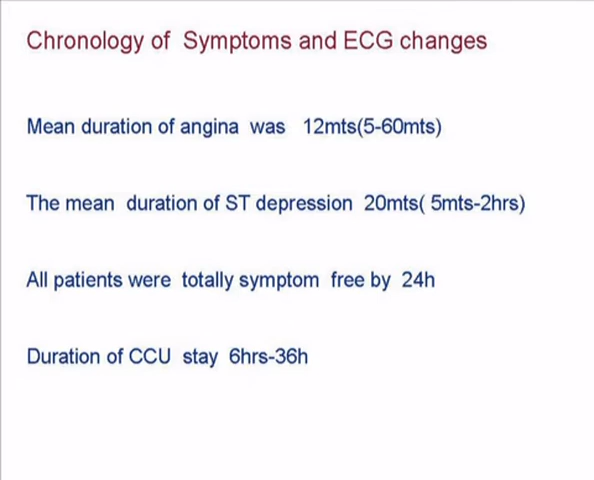 Chronology of Symptoms and ECG changes
Mean duration of angina was 12mts(5-60mts)
The mean duration of ST depression 20mts( 5mts-2hrs)
All patients were totally symptom free by 24h
Duration of CCU stay 6hrs-36h